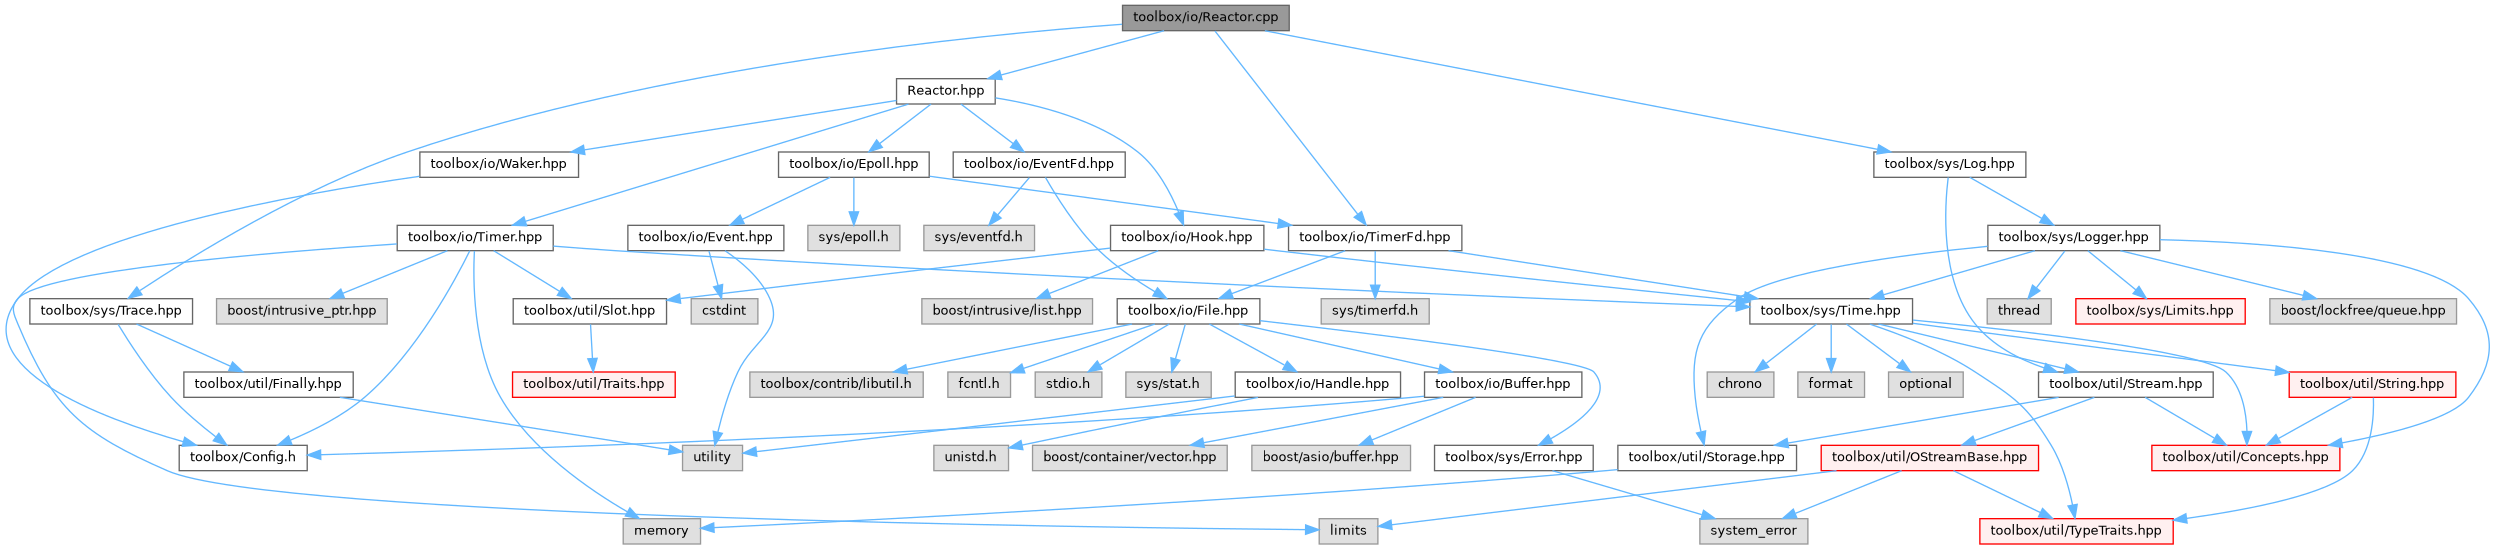 toolbox/io/Reactor.cpp
Reactor.hpp
toolbox/io/Waker.hpp
toolbox/io/Epoll.hpp
toolbox/io/EventFd.hpp
toolbox/sys/Log.hpp
toolbox/io/Timer.hpp
toolbox/io/Event.hpp
sys/epoll.h
sys/eventfd.h
toolbox/io/Hook.hpp
toolbox/io/TimerFd.hpp
toolbox/sys/Logger.hpp
toolbox/sys/Trace.hpp
boost/intrusive_ptr.hpp
toolbox/util/Slot.hpp
cstdint
boost/intrusive/list.hpp
toolbox/io/File.hpp
sys/timerfd.h
toolbox/sys/Time.hpp
thread
toolbox/sys/Limits.hpp
boost/lockfree/queue.hpp
toolbox/util/Finally.hpp
toolbox/util/Traits.hpp
toolbox/contrib/libutil.h
fcntl.h
stdio.h
sys/stat.h
toolbox/io/Handle.hpp
toolbox/io/Buffer.hpp
chrono
format
optional
toolbox/util/Stream.hpp
toolbox/util/String.hpp
toolbox/Config.h
utility
unistd.h
boost/container/vector.hpp
boost/asio/buffer.hpp
toolbox/sys/Error.hpp
toolbox/util/Storage.hpp
toolbox/util/OStreamBase.hpp
toolbox/util/Concepts.hpp
memory
limits
system_error
toolbox/util/TypeTraits.hpp